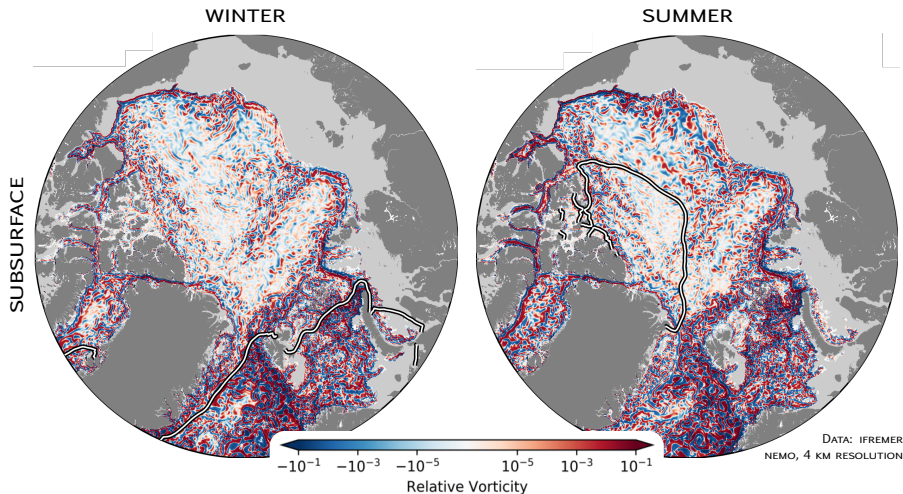 WINTER
SUMMER
SUBSURFACE
DATA: IFREMER
NEMO, 4 KM RESOLUTION
−10⁻¹ −10⁻³ −10⁻⁵ 10⁻⁵ 10⁻³ 10⁻¹
Relative Vorticity